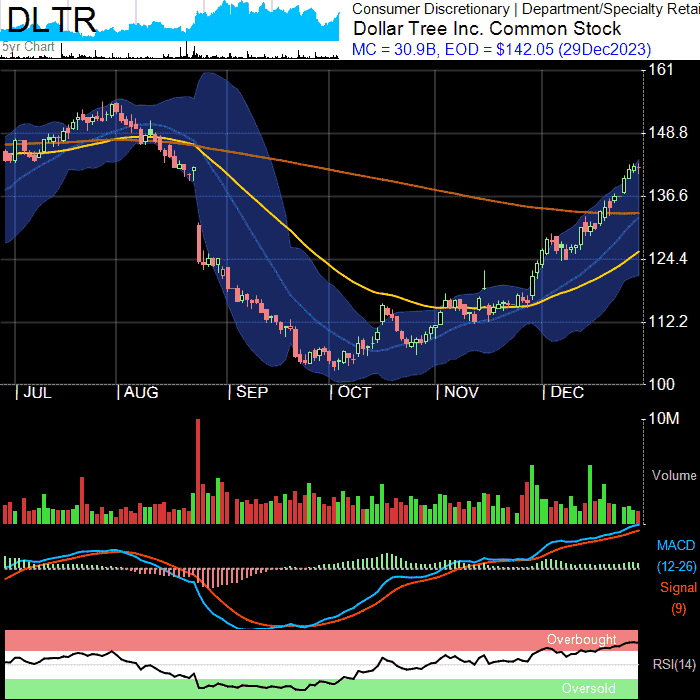 DLTR
5yr Chart
Consumer Discretionary | Department/Specialty Retai
Dollar Tree Inc. Common Stock
MC = 30.9B, EOD = $142.05 (29Dec2023)
161
148.8
136.6
124.4
112.2
100
JUL AUG SEP OCT NOV DEC
10M
Volume
MACD
(12-26)
Signal
(9)
Overbought
RSI(14)
Oversold